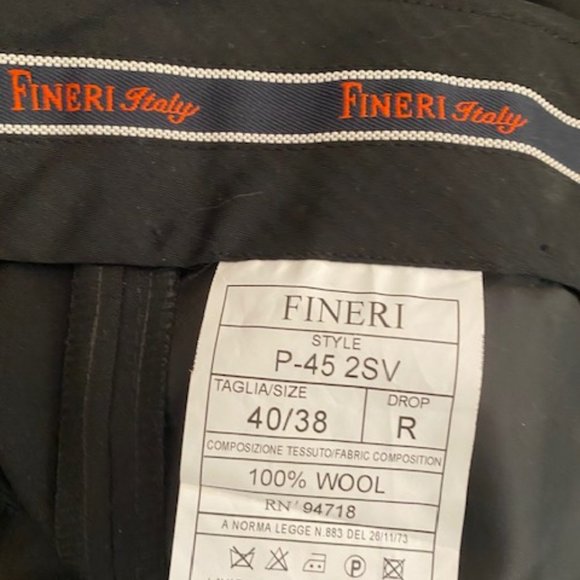 FINERI Italy FINERI Italy
FINERI
STYLE
P-45 2SV
TAGLIA/SIZE DROP
40/38 R
COMPOSIZIONE TESSUTO/FABRIC COMPOSITION
100% WOOL
RN' 94718
A NORMA LEGGE N.883 DEL 26/11/73
P